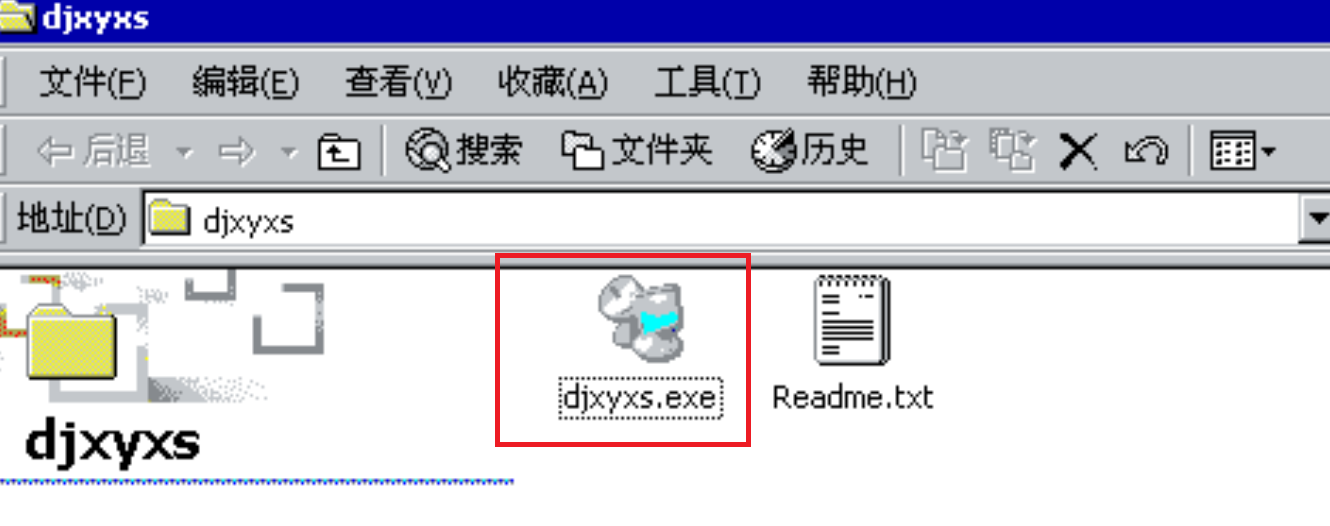 djxyxs
文件(F) 编辑(E) 查看(V) 收藏(A) 工具(T) 帮助(H)
后退 搜索 文件夹 历史
地址(D) djxyxs
djxyxs.exe Readme.txt
djxyxs